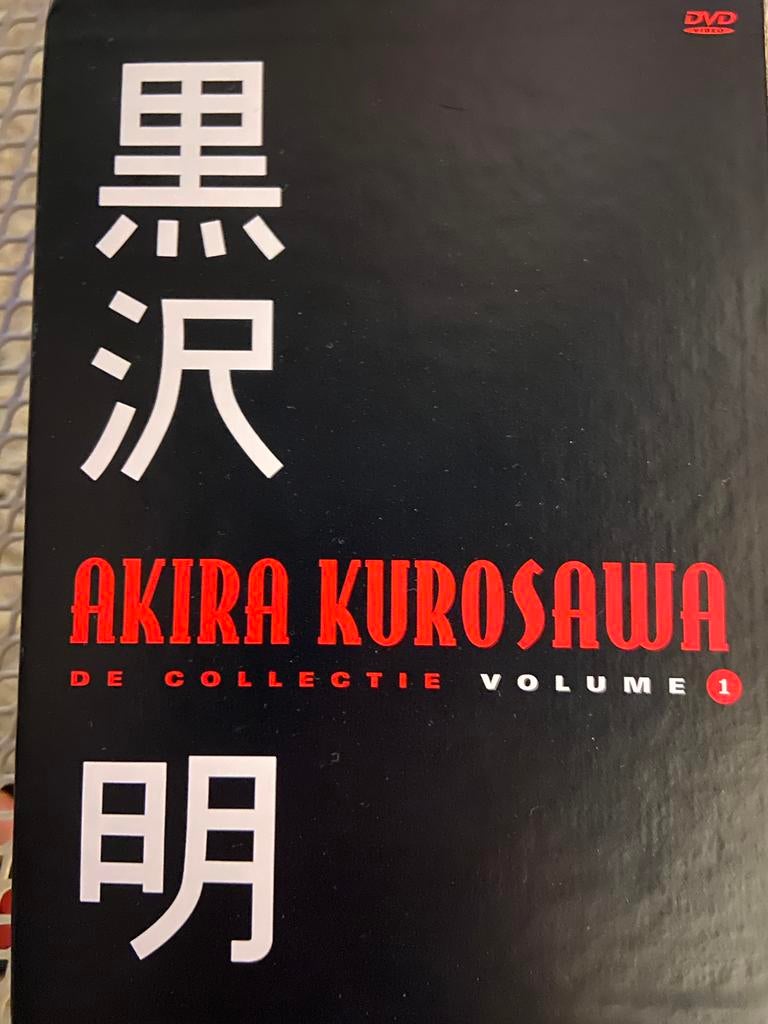 DVD
VIDEO
黒
沢
AKIRA KUROSAWA
DE COLLECTIE VOLUME 1
明